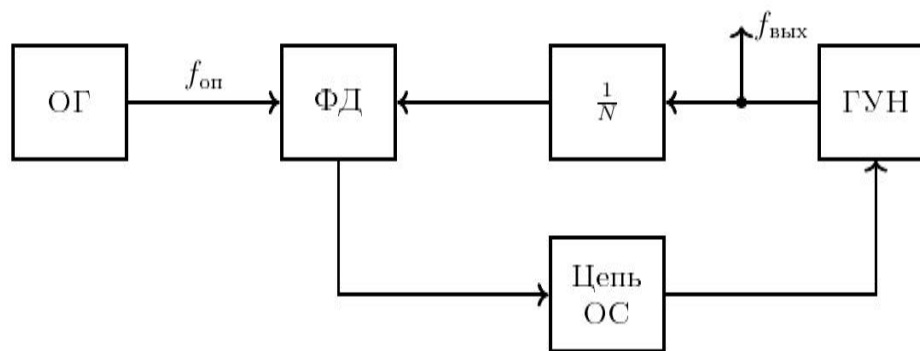 f_вых
f_оп
ОГ
ФД
1/N
ГУН
Цепь
ОС